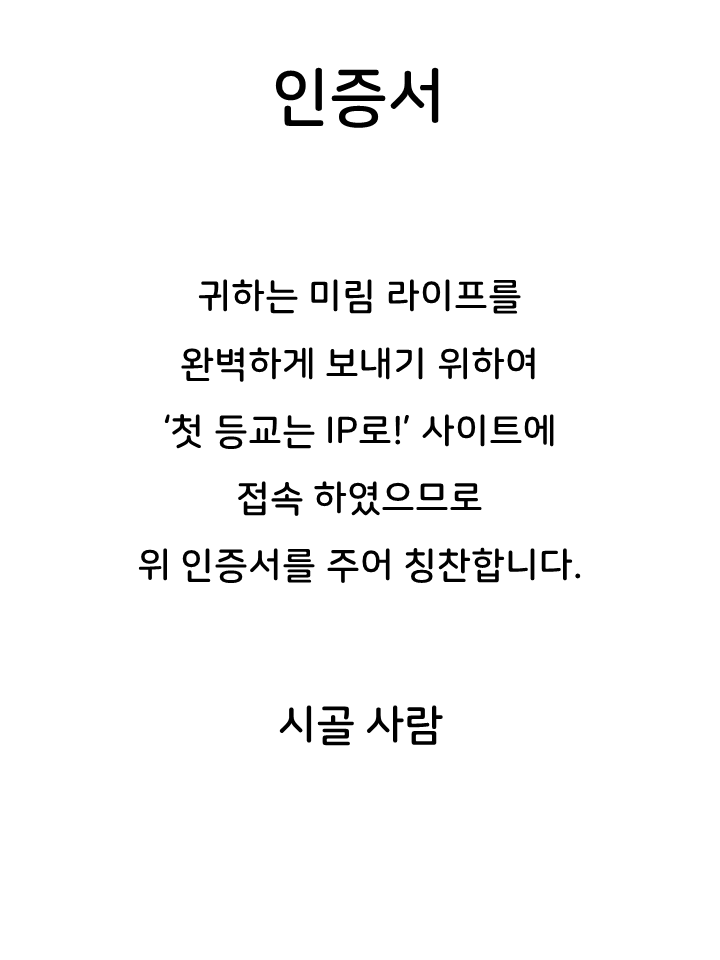 인증서
귀하는 미림 라이프를
완벽하게 보내기 위하여
‘첫 등교는 IP로!’ 사이트에
접속 하였으므로
위 인증서를 주어 칭찬합니다.
시골 사람